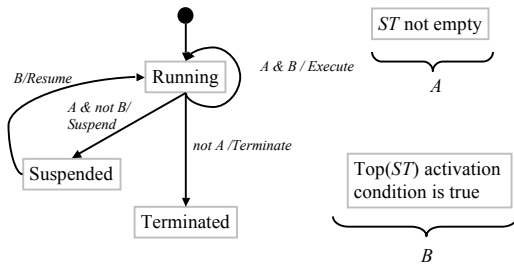 ST not empty
A
B/Resume
Running
A & B / Execute
A & not B/
Suspend
not A /Terminate
Suspended
Terminated
Top(ST) activation
condition is true
B